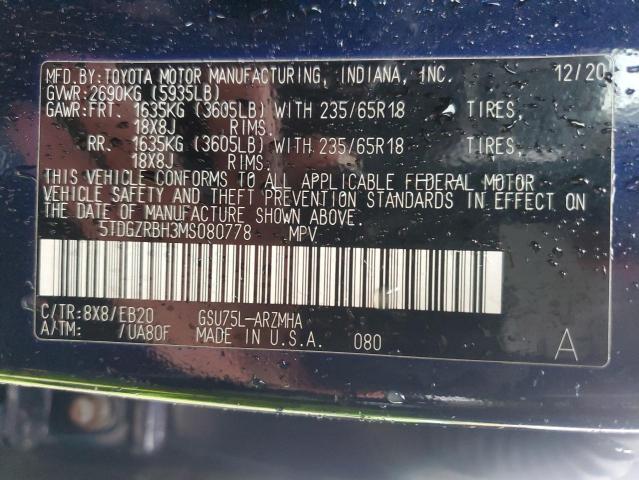 MFD.BY:TOYOTA MOTOR MANUFACTURING, INDIANA, INC. 12/20
GVWR:2690KG (5935LB)
GAWR:FRT. 1635KG (3605LB) WITH 235/65R18 TIRES,
18X8J RIMS.
RR. 1635KG (3605LB) WITH 235/65R18 TIRES,
18X8J RIMS.
THIS VEHICLE CONFORMS TO ALL APPLICABLE FEDERAL MOTOR
VEHICLE SAFETY AND THEFT PREVENTION STANDARDS IN EFFECT ON
THE DATE OF MANUFACTURE SHOWN ABOVE.
5TDGZRBH3MS080778 MPV
C/TR:8X8/EB20 GSU75L-ARZMHA
A/TM: /UA80F MADE IN U.S.A. 080 A